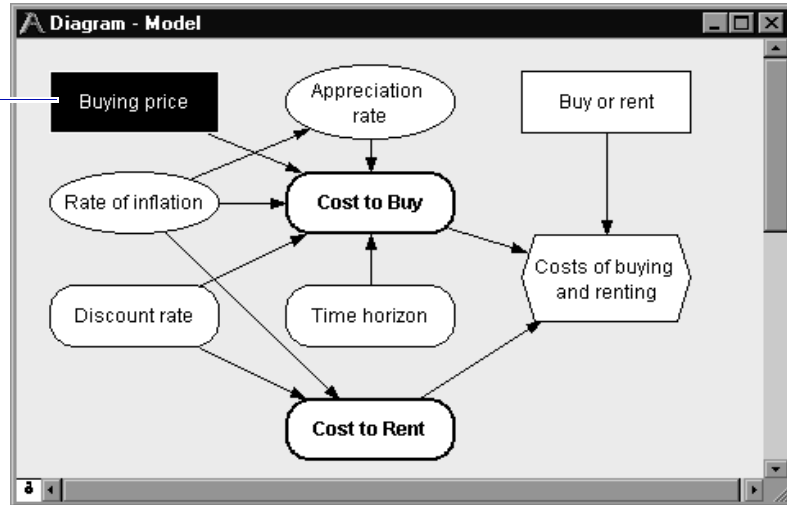 Diagram - Model
Buying price
Appreciation
rate
Buy or rent
Rate of inflation
Cost to Buy
Costs of buying
and renting
Discount rate
Time horizon
Cost to Rent